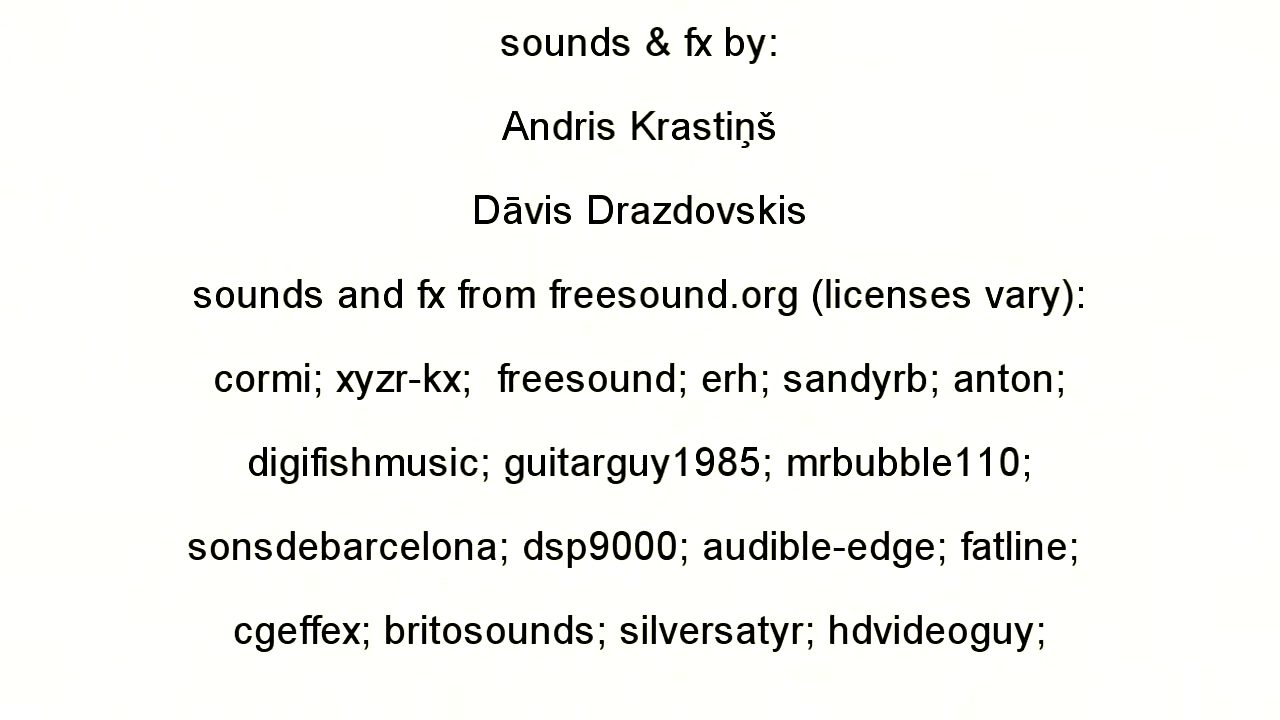 sounds & fx by:
Andris Krastiņš
Dāvis Drazdovskis
sounds and fx from freesound.org (licenses vary):
cormi; xyzr-kx;  freesound; erh; sandyrb; anton;
digifishmusic; guitarguy1985; mrbubble110;
sonsdebarcelona; dsp9000; audible-edge; fatline;
cgeffex; britosounds; silversatyr; hdvideoguy;